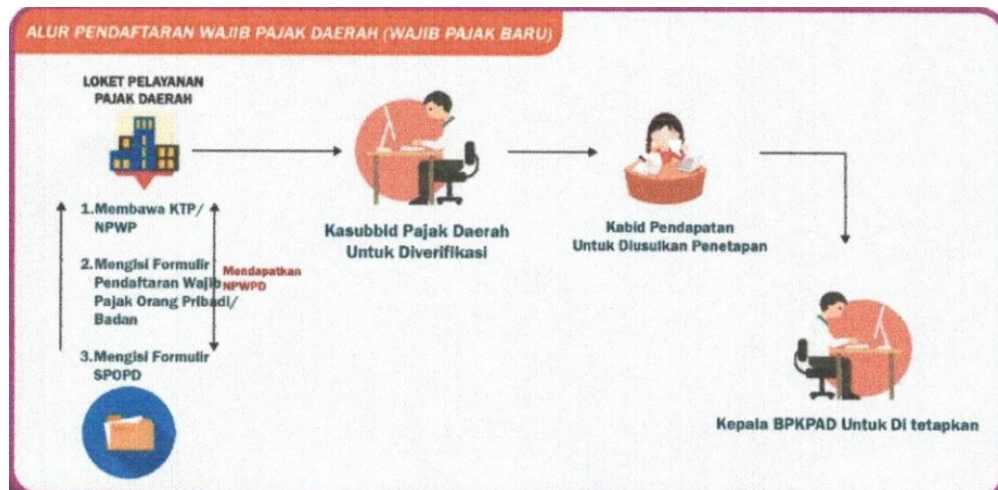 ALUR PENDAFTARAN WAJIB PAJAK DAERAH (WAJIB PAJAK BARU)
LOKET PELAYANAN
PAJAK DAERAH
1.Membawa KTP/
NPWP
2.Mengisi Formulir
Pendaftaran Wajib
Pajak Orang Pribadi/
Badan
3.Mengisi Formulir
SPOPD
Mendapatkan
NPWPD
Kasubbid Pajak Daerah
Untuk Diverifikasi
Kabid Pendapatan
Untuk Diusulkan Penetapan
Kepala BPKPAD Untuk Di tetapkan